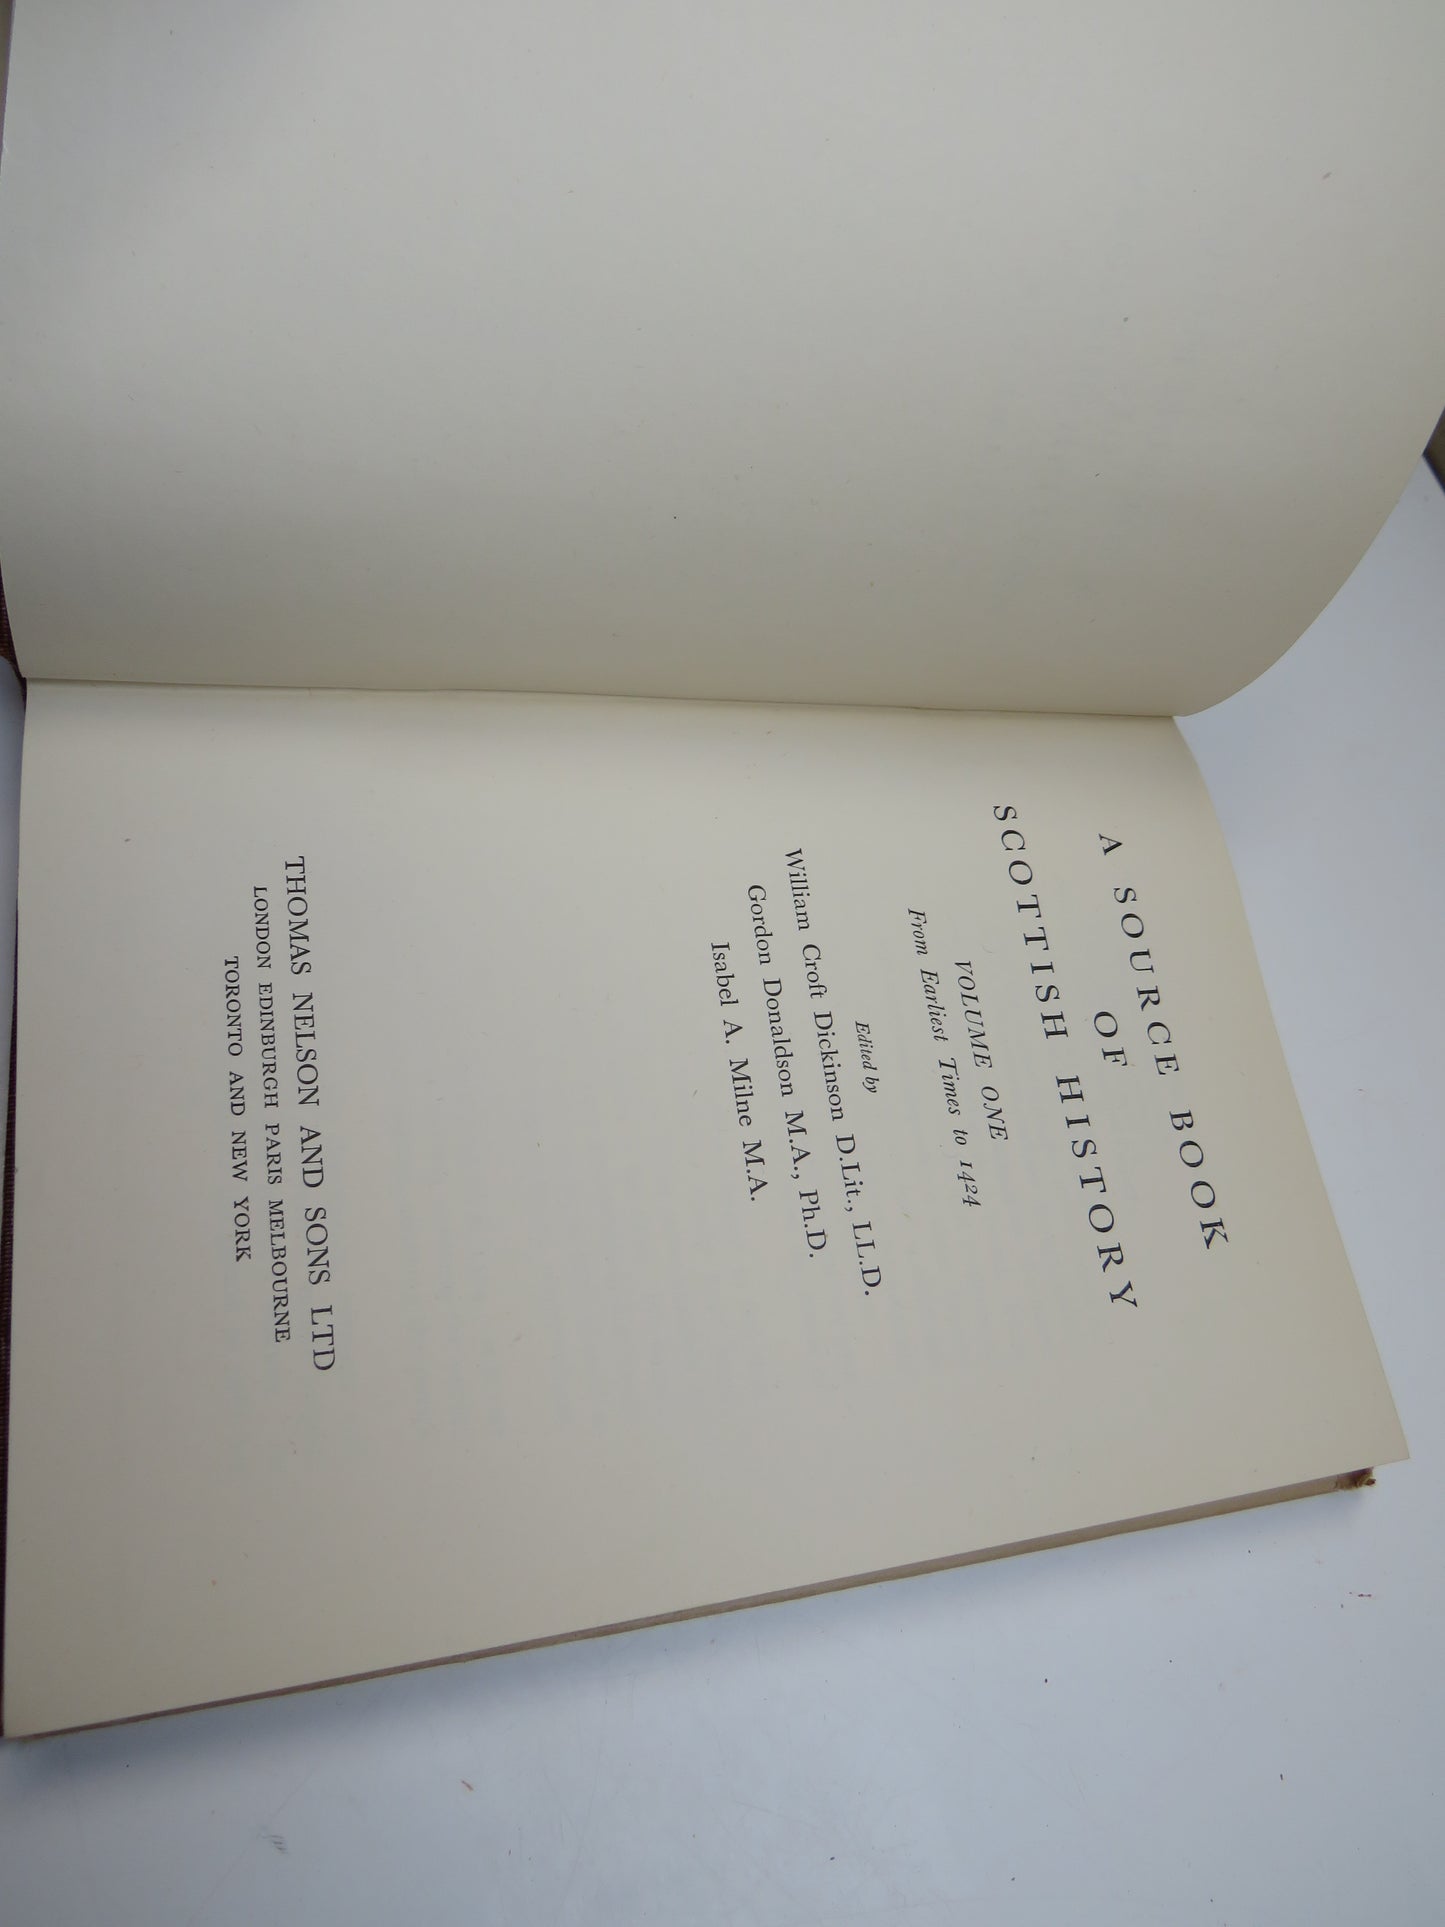 A SOURCE BOOK
OF
SCOTTISH HISTORY
VOLUME ONE
From Earliest Times to 1424
Edited by
William Croft Dickinson D.Lit., LL.D.
Gordon Donaldson M.A., Ph.D.
Isabel A. Milne M.A.
THOMAS NELSON AND SONS LTD
LONDON EDINBURGH PARIS MELBOURNE
TORONTO AND NEW YORK